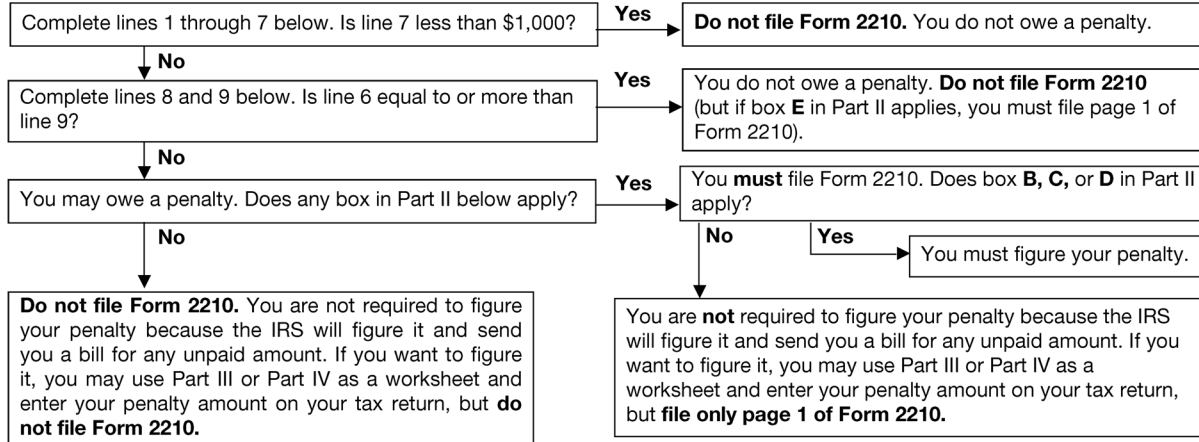 Complete lines 1 through 7 below. Is line 7 less than $1,000?
Yes
Do not file Form 2210. You do not owe a penalty.
No
Complete lines 8 and 9 below. Is line 6 equal to or more than
line 9?
Yes
You do not owe a penalty. Do not file Form 2210
(but if box E in Part II applies, you must file page 1 of
Form 2210).
No
You may owe a penalty. Does any box in Part II below apply?
Yes
You must file Form 2210. Does box B, C, or D in Part II
apply?
No
No
Yes
You must figure your penalty.
Do not file Form 2210. You are not required to figure
your penalty because the IRS will figure it and send
you a bill for any unpaid amount. If you want to figure
it, you may use Part III or Part IV as a worksheet and
enter your penalty amount on your tax return, but do
not file Form 2210.
You are not required to figure your penalty because the IRS
will figure it and send you a bill for any unpaid amount. If you
want to figure it, you may use Part III or Part IV as a
worksheet and enter your penalty amount on your tax return,
but file only page 1 of Form 2210.